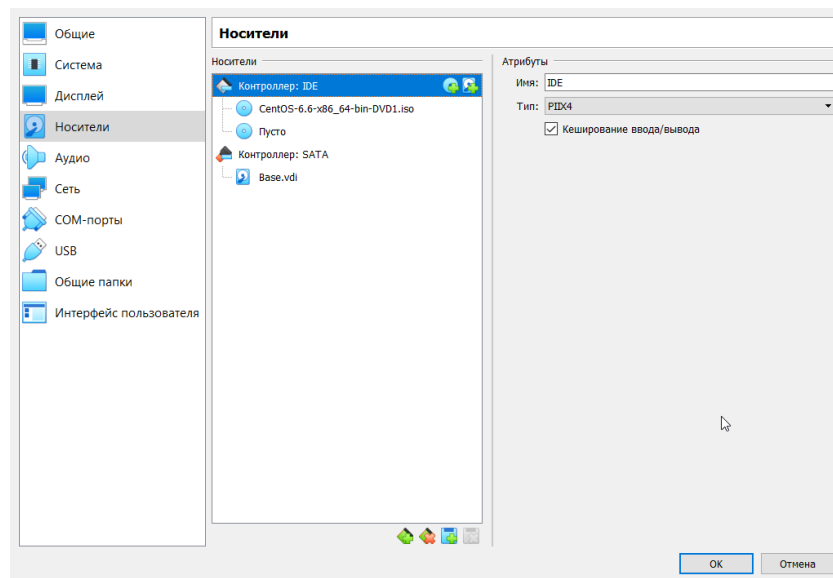 Общие
Система
Дисплей
Носители
Аудио
Сеть
COM-порты
USB
Общие папки
Интерфейс пользователя
Носители
Носители
Контроллер: IDE
CentOS-6.6-x86_64-bin-DVD1.iso
Пусто
Контроллер: SATA
Base.vdi
Атрибуты
Имя: IDE
Тип: PIIX4
Кеширование ввода/вывода
OK Отмена